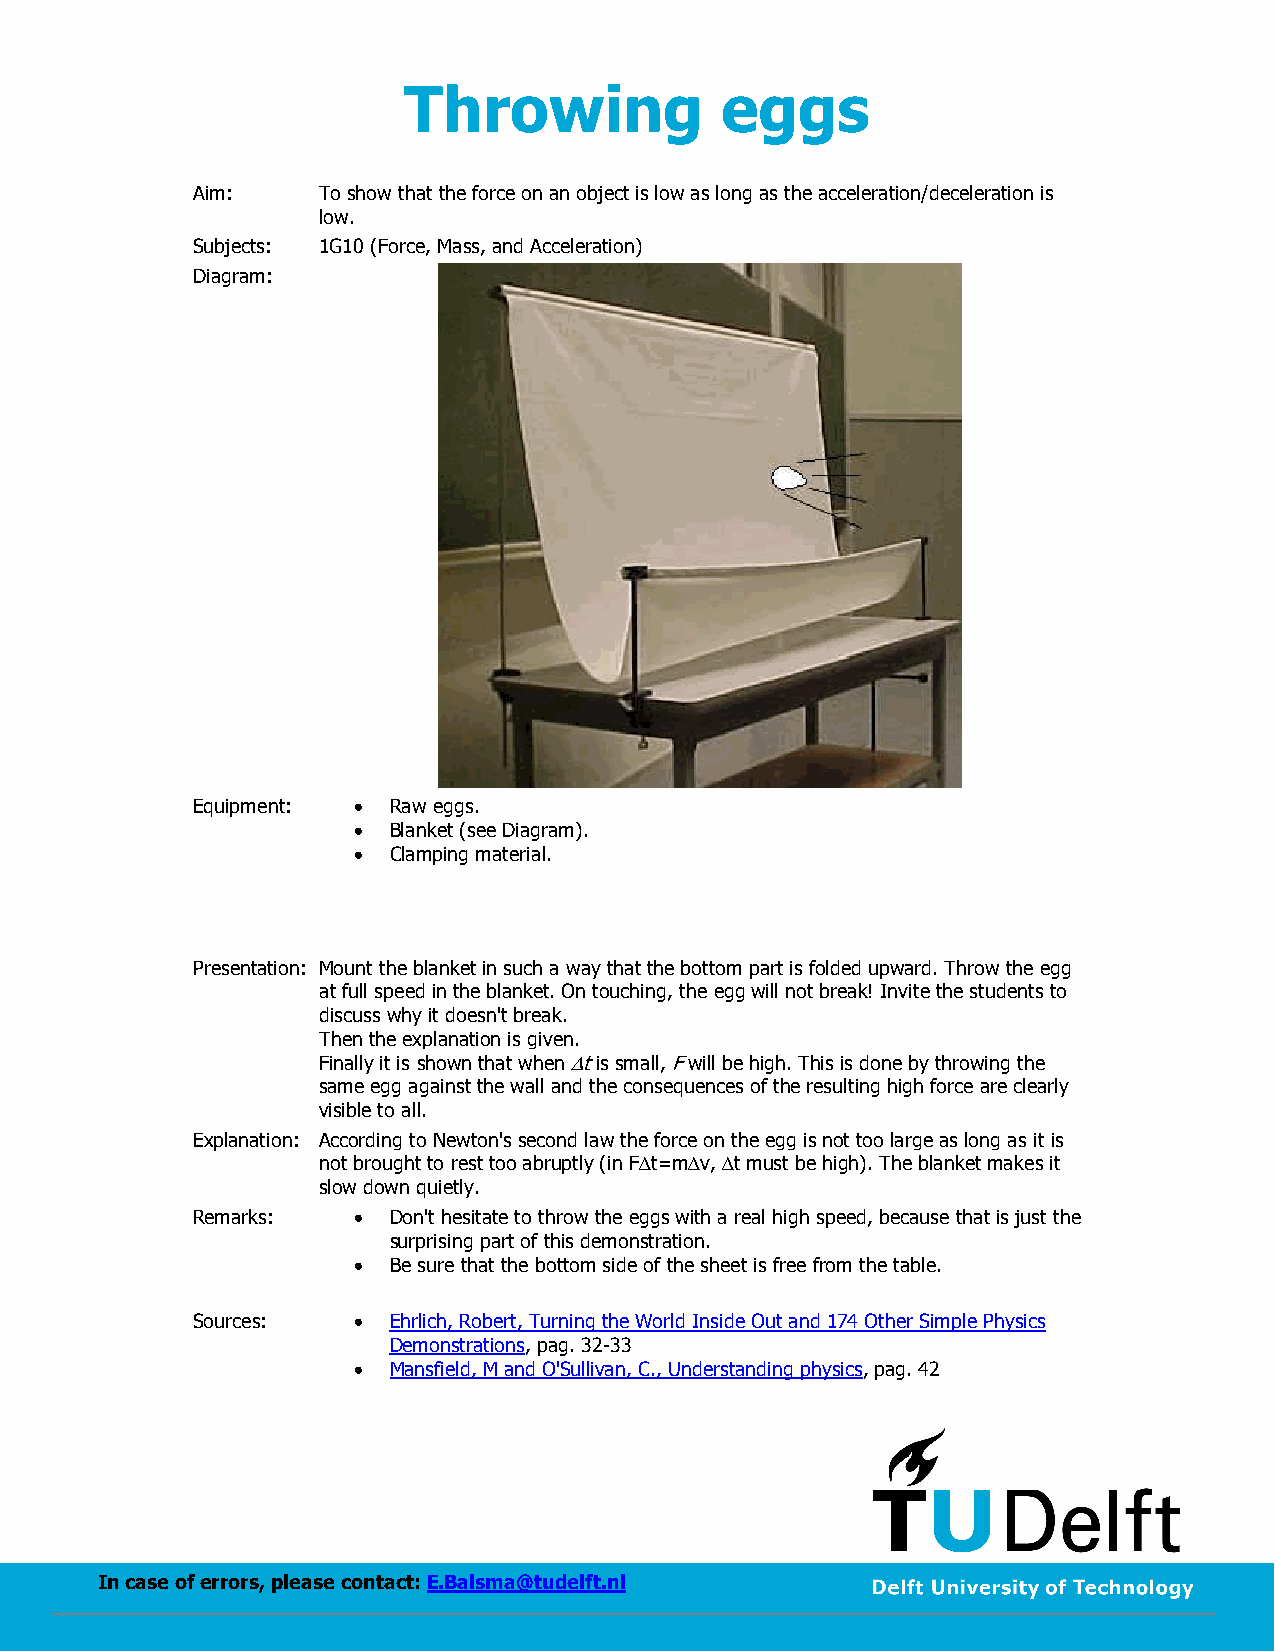 Throwing eggs
Aim: To show that the force on an object is low as long as the acceleration/deceleration is
low.
Subjects: 1G10 (Force, Mass, and Acceleration)
Diagram:
Equipment: • Raw eggs.
• Blanket (see Diagram).
• Clamping material.
Presentation: Mount the blanket in such a way that the bottom part is folded upward. Throw the egg
at full speed in the blanket. On touching, the egg will not break! Invite the students to
discuss why it doesn't break.
Then the explanation is given.
Finally it is shown that when Δt is small, F will be high. This is done by throwing the
same egg against the wall and the consequences of the resulting high force are clearly
visible to all.
Explanation: According to Newton's second law the force on the egg is not too large as long as it is
not brought to rest too abruptly (in FΔt=mΔv, Δt must be high). The blanket makes it
slow down quietly.
Remarks: • Don't hesitate to throw the eggs with a real high speed, because that is just the
surprising part of this demonstration.
• Be sure that the bottom side of the sheet is free from the table.
Sources: • Ehrlich, Robert, Turning the World Inside Out and 174 Other Simple Physics
Demonstrations, pag. 32-33
• Mansfield, M and O'Sullivan, C., Understanding physics, pag. 42
TUDelft
In case of errors, please contact: E.Balsma@tudelft.nl
Delft University of Technology